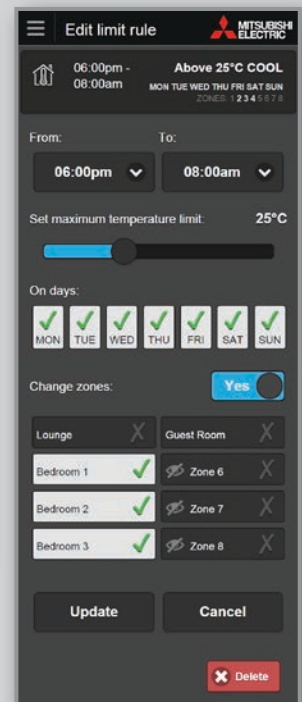 Edit limit rule
MITSUBISHI
ELECTRIC
06:00pm -
08:00am
Above 25°C COOL
MON TUE WED THU FRI SAT SUN
ZONES: 1 2 3 4 5 6 7 8
From:
To:
06:00pm
08:00am
Set maximum temperature limit:
25°C
On days:
MON TUE WED THU FRI SAT SUN
Change zones:
Yes
Lounge
Guest Room
Bedroom 1
Zone 6
Bedroom 2
Zone 7
Bedroom 3
Zone 8
Update
Cancel
Delete